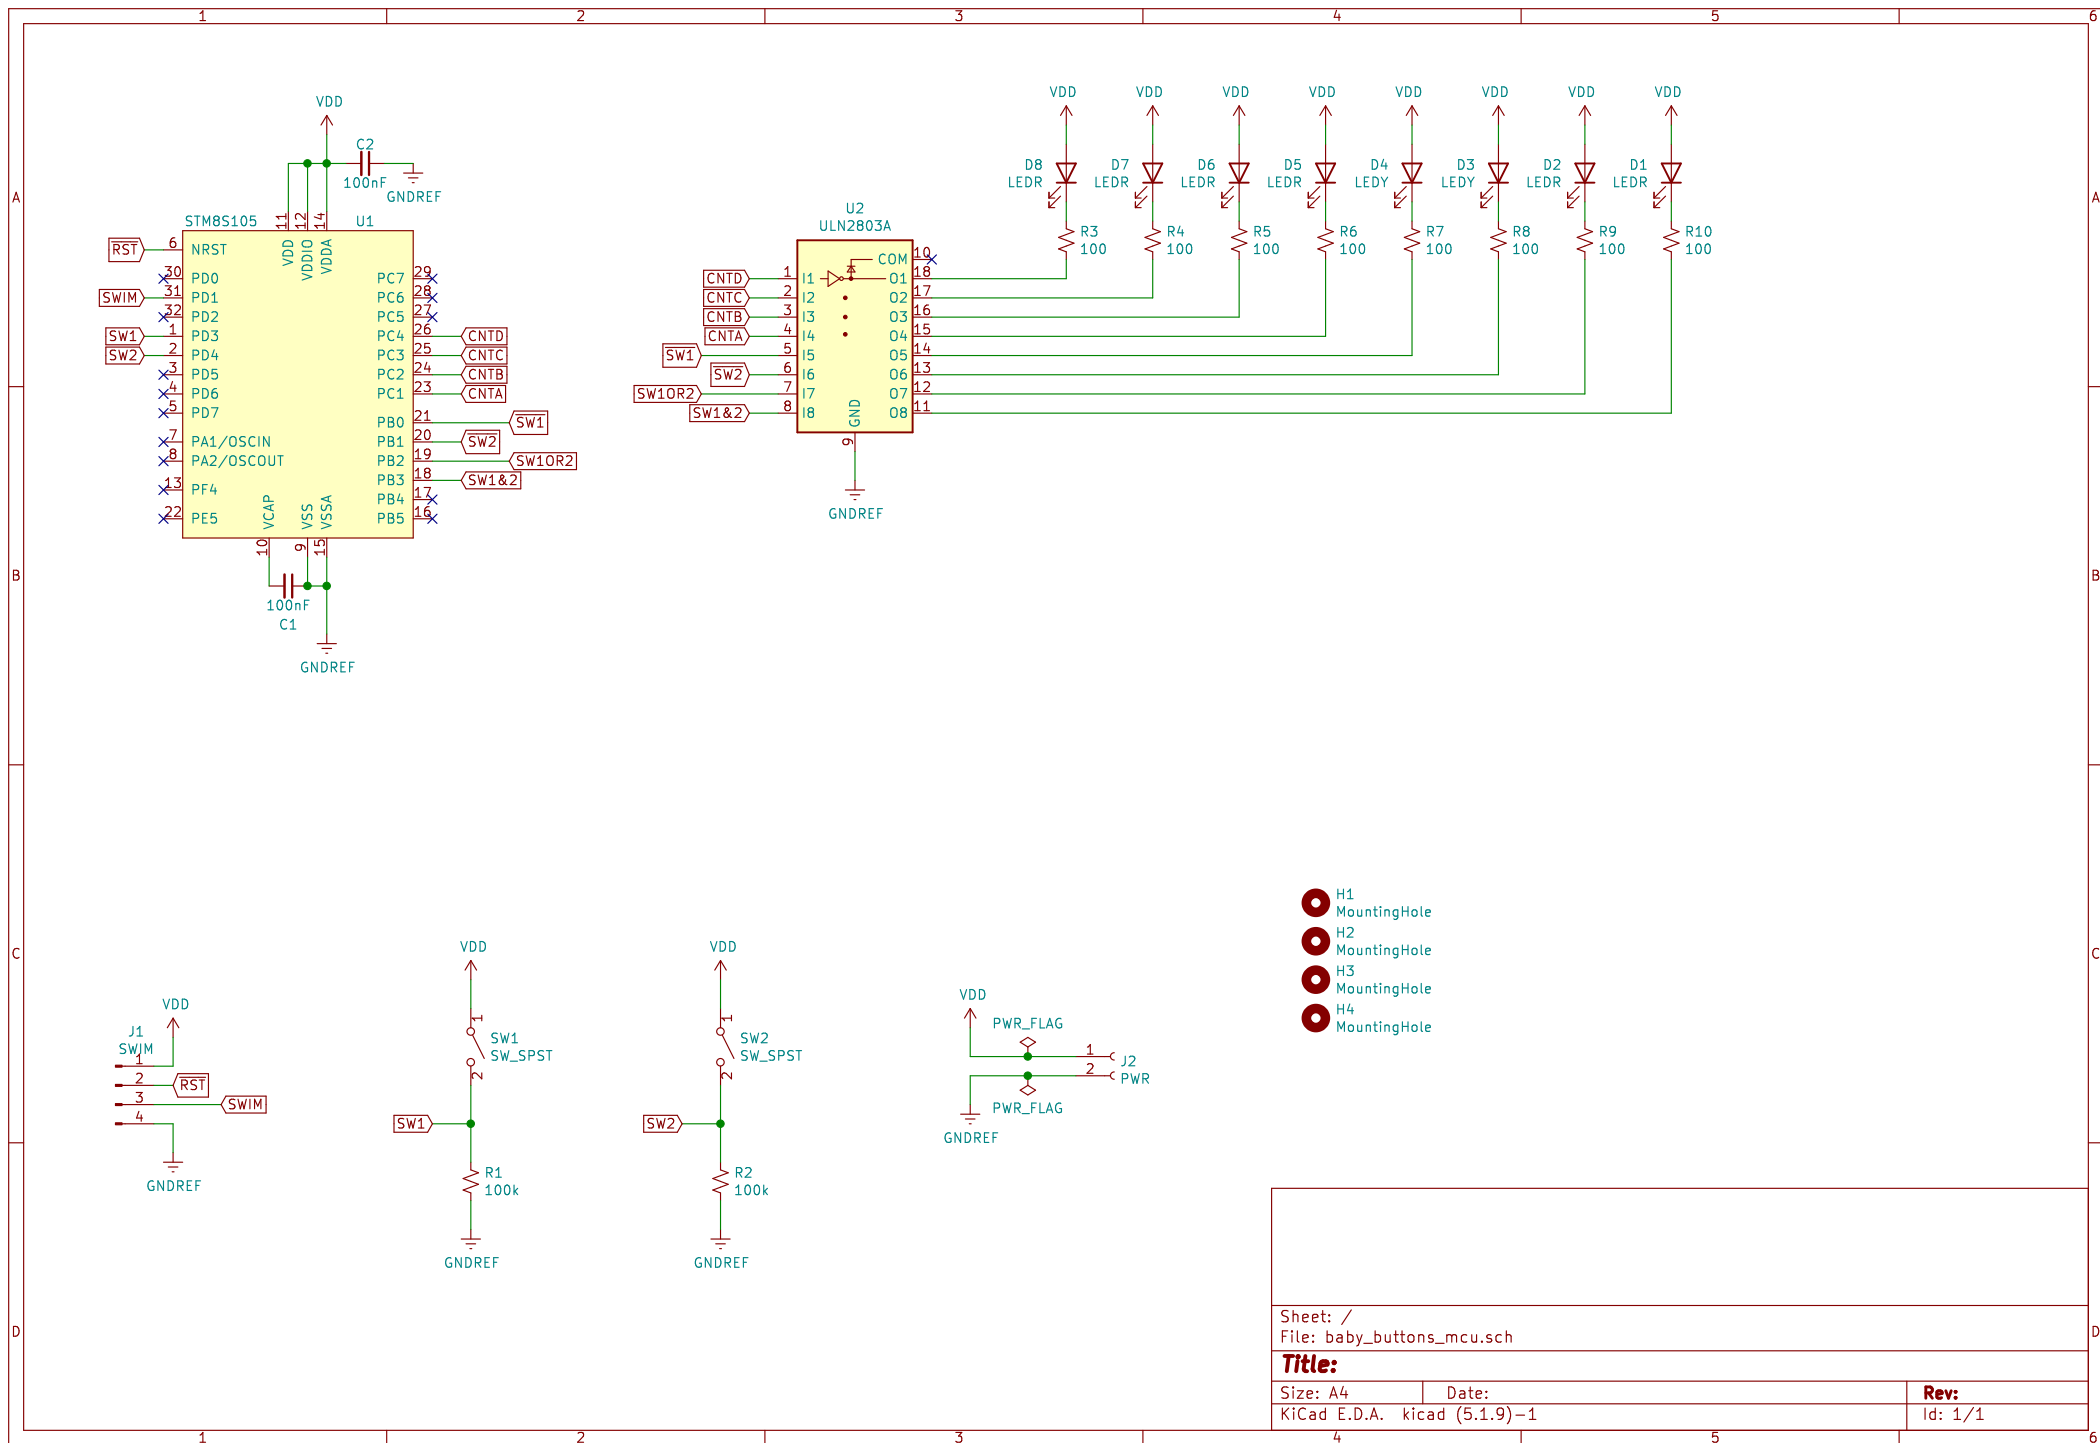 1 2 3 4 5 6
A
B
C
D
A
B
C
D
1 2 3 4 5 6
VDD
C2
100nF
GNDREF
STM8S105 U1
11 12 14
VDD VDDIO VDDA
RST 6 NRST
30 PD0
SWIM 31 PD1
32 PD2
SW1 1 PD3
SW2 2 PD4
3 PD5
4 PD6
5 PD7
7 PA1/OSCIN
8 PA2/OSCOUT
13 PF4
22 PE5
PC7 29
PC6 28
PC5 27
PC4 26 CNTD
PC3 25 CNTC
PC2 24 CNTB
PC1 23 CNTA
PB0 21 SW1
PB1 20 SW2
PB2 19 SW1OR2
PB3 18 SW1&2
PB4 17
PB5 16
VCAP VSS VSSA
10 9 15
100nF
C1
GNDREF
U2
ULN2803A
CNTD 1 I1
CNTC 2 I2
CNTB 3 I3
CNTA 4 I4
SW1 5 I5
SW2 6 I6
SW1OR2 7 I7
SW1&2 8 I8
COM 10
O1 18
O2 17
O3 16
O4 15
O5 14
O6 13
O7 12
O8 11
GND
9
GNDREF
VDD VDD VDD VDD VDD VDD VDD VDD
D8 D7 D6 D5 D4 D3 D2 D1
LEDR LEDR LEDR LEDR LEDY LEDY LEDR LEDR
R3 R4 R5 R6 R7 R8 R9 R10
100 100 100 100 100 100 100 100
H1
MountingHole
H2
MountingHole
H3
MountingHole
H4
MountingHole
VDD
J1
SWIM
1
2 RST
3 SWIM
4
GNDREF
VDD
1
SW1
SW_SPST
2
SW1
R1
100k
GNDREF
VDD
1
SW2
SW_SPST
2
SW2
R2
100k
GNDREF
VDD
PWR_FLAG
1
J2
2
PWR
PWR_FLAG
GNDREF
Sheet: /
File: baby_buttons_mcu.sch
Title:
Size: A4 Date: Rev:
KiCad E.D.A. kicad (5.1.9)-1 Id: 1/1